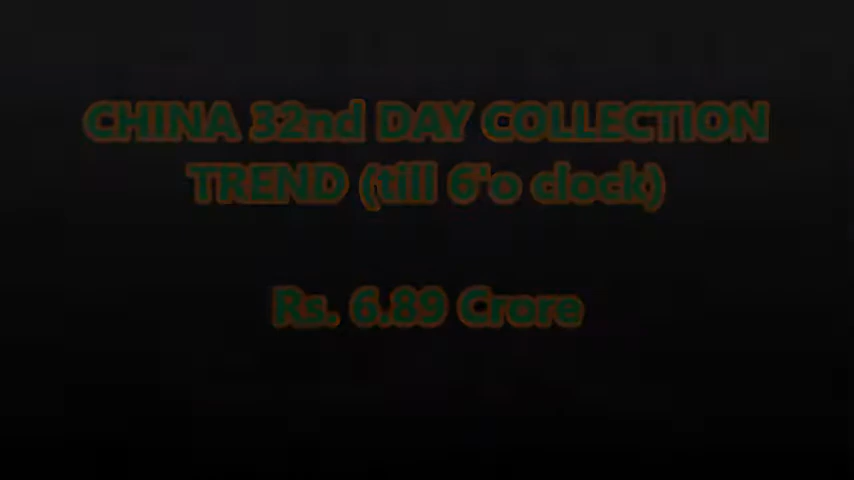 CHINA 32nd DAY COLLECTION
TREND (till 6'o clock)
Rs. 6.89 Crore